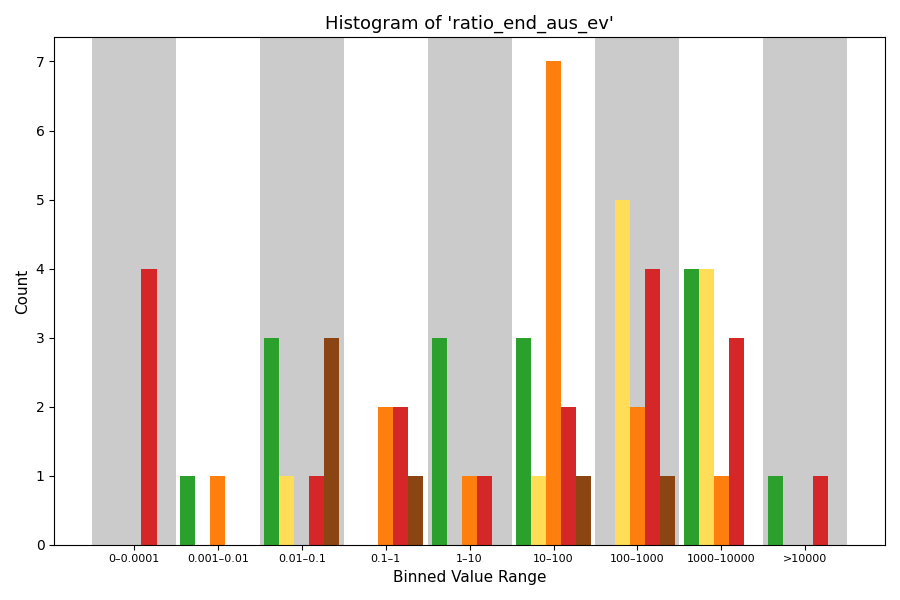 Histogram of 'ratio_end_aus_ev'
Count
7
6
5
4
3
2
1
0
0–0.0001 0.001–0.01 0.01–0.1 0.1–1 1–10 10–100 100–1000 1000–10000 >10000
Binned Value Range